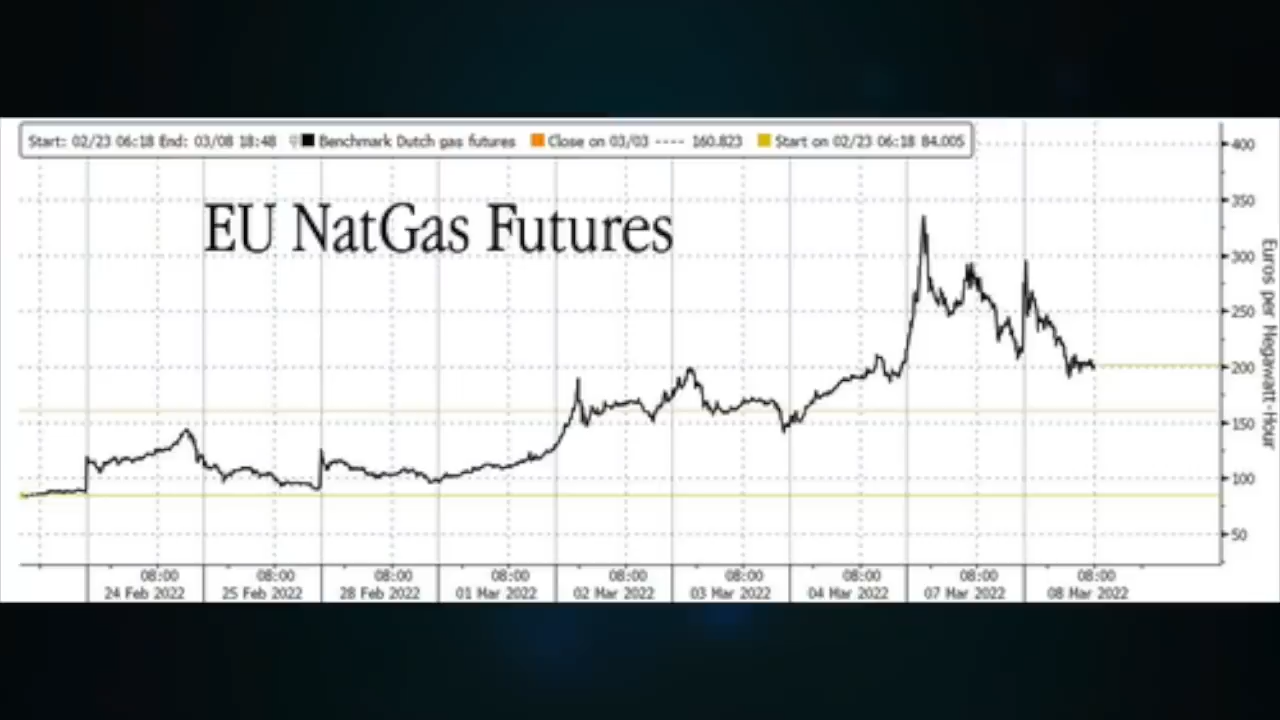 Start: 02/23 06:18 End: 03/08 18:48 Benchmark Dutch gas futures Close on 03/03 ---- 160.823 Start on 02/23 06:18 84.005
EU NatGas Futures
400
350
300
250
200
150
100
50
Euros per Megawatt-Hour
08:00 08:00 08:00 08:00 08:00 08:00 08:00 08:00 08:00
24 Feb 2022 25 Feb 2022 28 Feb 2022 01 Mar 2022 02 Mar 2022 03 Mar 2022 04 Mar 2022 07 Mar 2022 08 Mar 2022